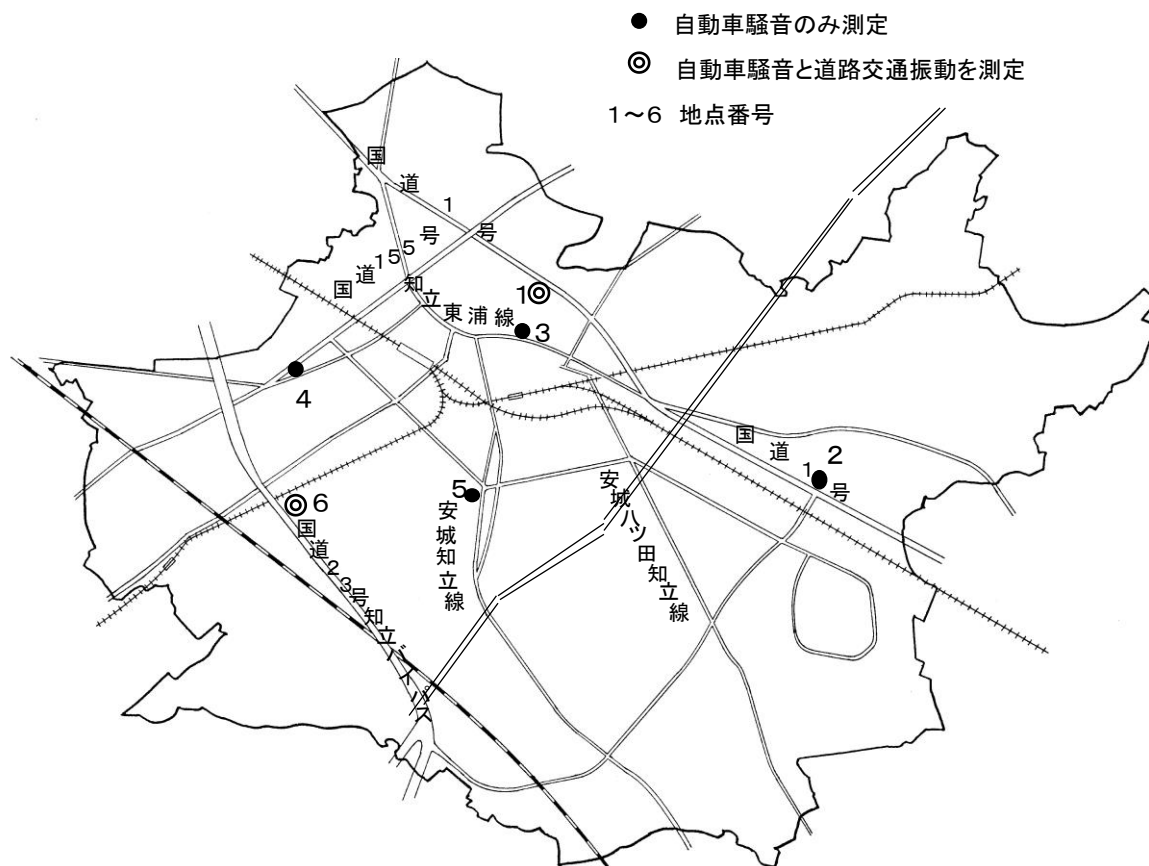 ● 自動車騒音のみ測定
◎ 自動車騒音と道路交通振動を測定
1～6 地点番号
国道1号
国道155号
知立東浦線
1
3
4
国道1号
2
5
安城知立線
安城八ツ田知立線
6
国道23号知立バイパス